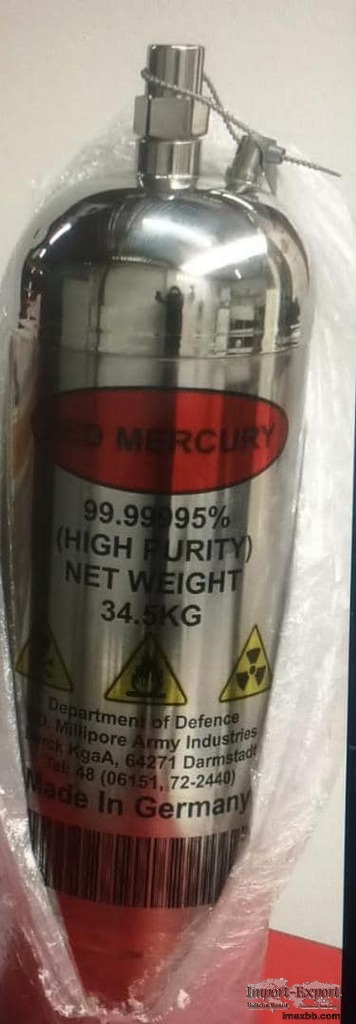 MERCURY
99.99995%
(HIGH PURITY)
NET WEIGHT
34.5KG
Department of Defence
Millipore Army Industries
KgaA, 64271 Darmstadt
Tel: 48 (06151, 72-2440)
Made In Germany
Import-Export
imexbb.com